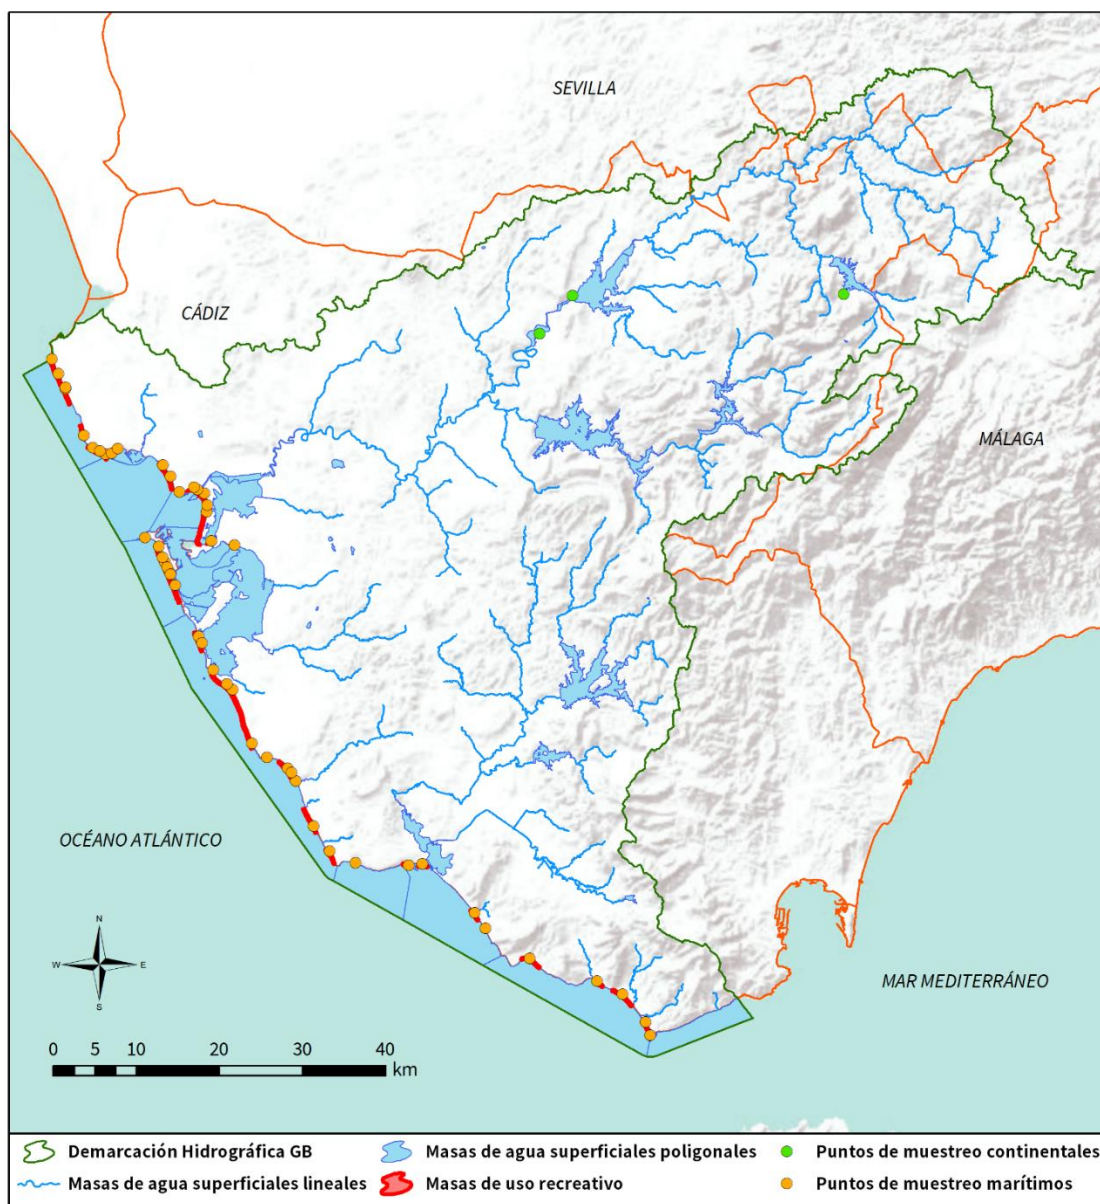 SEVILLA
CÁDIZ
MÁLAGA
OCÉANO ATLÁNTICO
MAR MEDITERRÁNEO
N
W E
S
0 5 10 20 30 40
km
Demarcación Hidrográfica GB
Masas de agua superficiales poligonales
Puntos de muestreo continentales
Masas de agua superficiales lineales
Masas de uso recreativo
Puntos de muestreo marítimos